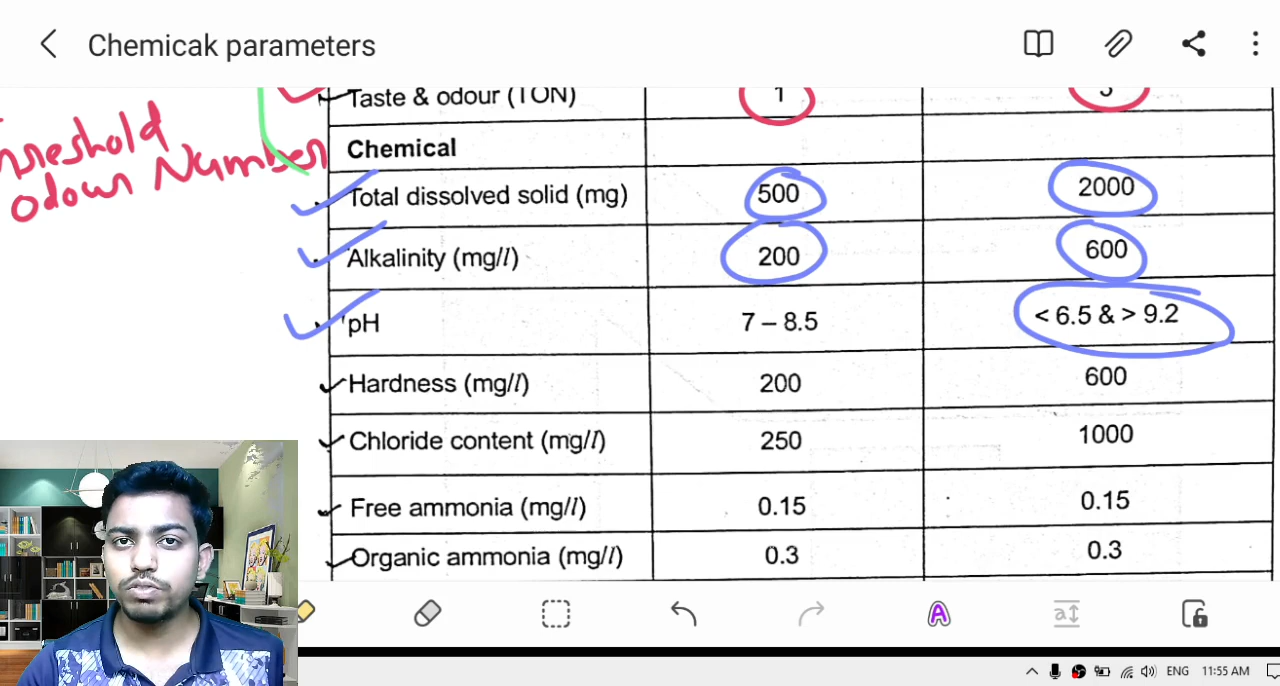 Chemicak parameters
Taste & odour (TON) 1
Threshold
odour Number
Chemical
Total dissolved solid (mg) 500 2000
Alkalinity (mg/l) 200 600
pH 7 – 8.5 < 6.5 & > 9.2
Hardness (mg/l) 200 600
Chloride content (mg/l) 250 1000
Free ammonia (mg/l) 0.15 0.15
Organic ammonia (mg/l) 0.3 0.3
A
a
ENG 11:55 AM